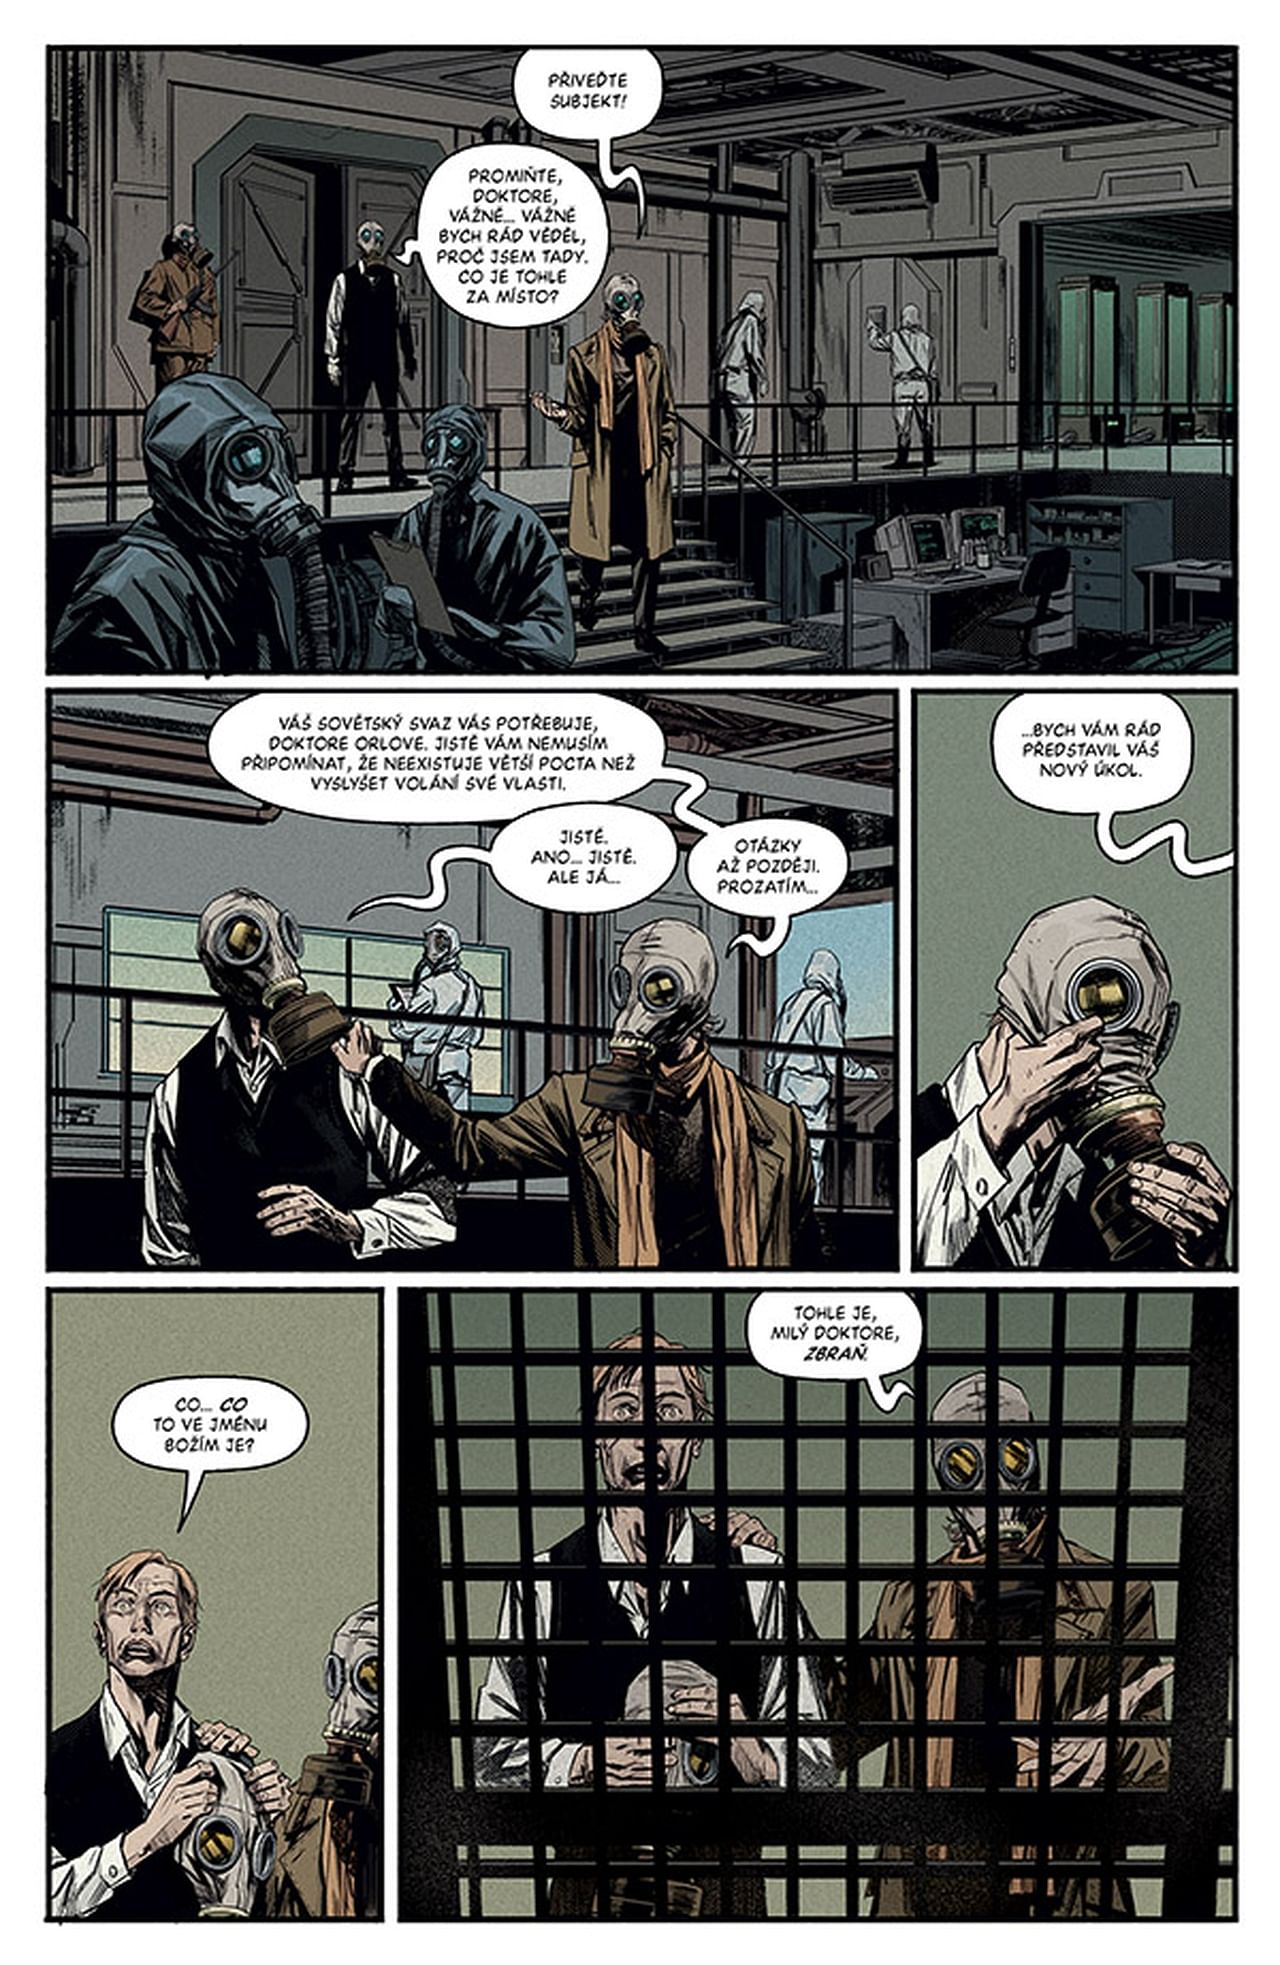 PŘIVEĎTE
SUBJEKT!
PROMIŇTE,
DOKTORE,
VÁŽNĚ... VÁŽNĚ
BYCH RÁD VĚDĚL,
PROČ JSEM TADY.
CO JE TOHLE
ZA MÍSTO?
VÁŠ SOVĚTSKÝ SVAZ VÁS POTŘEBUJE,
DOKTORE ORLOVE. JISTĚ VÁM NEMUSÍM
PŘIPOMÍNAT, ŽE NEEXISTUJE VĚTŠÍ POCTA NEŽ
VYSLYŠET VOLÁNÍ SVÉ VLASTI.
JISTĚ.
ANO... JISTĚ.
ALE JÁ...
OTÁZKY
AŽ POZDĚJI.
PROZATÍM...
...BYCH VÁM RÁD
PŘEDSTAVIL VÁŠ
NOVÝ ÚKOL.
CO... CO
TO VE JMÉNU
BOŽÍM JE?
TOHLE JE,
MILÝ DOKTORE,
ZBRAŇ.